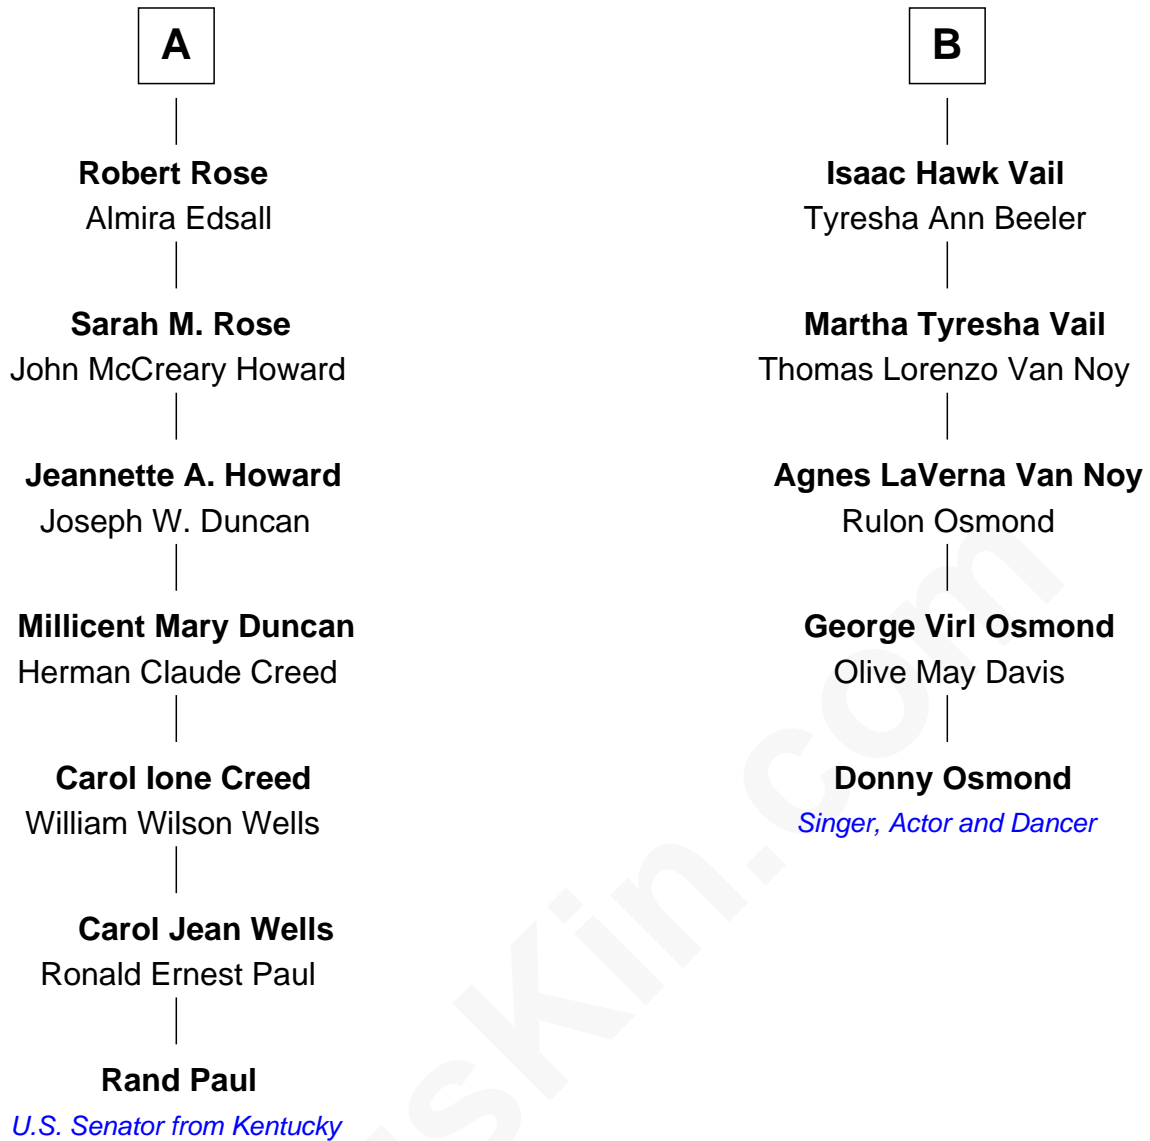 A
Robert Rose
Almira Edsall
Sarah M. Rose
John McCreary Howard
Jeannette A. Howard
Joseph W. Duncan
Millicent Mary Duncan
Herman Claude Creed
Carol Ione Creed
William Wilson Wells
Carol Jean Wells
Ronald Ernest Paul
Rand Paul
U.S. Senator from Kentucky
B
Isaac Hawk Vail
Tyresha Ann Beeler
Martha Tyresha Vail
Thomas Lorenzo Van Noy
Agnes LaVerna Van Noy
Rulon Osmond
George Virl Osmond
Olive May Davis
Donny Osmond
Singer, Actor and Dancer
usKin.com